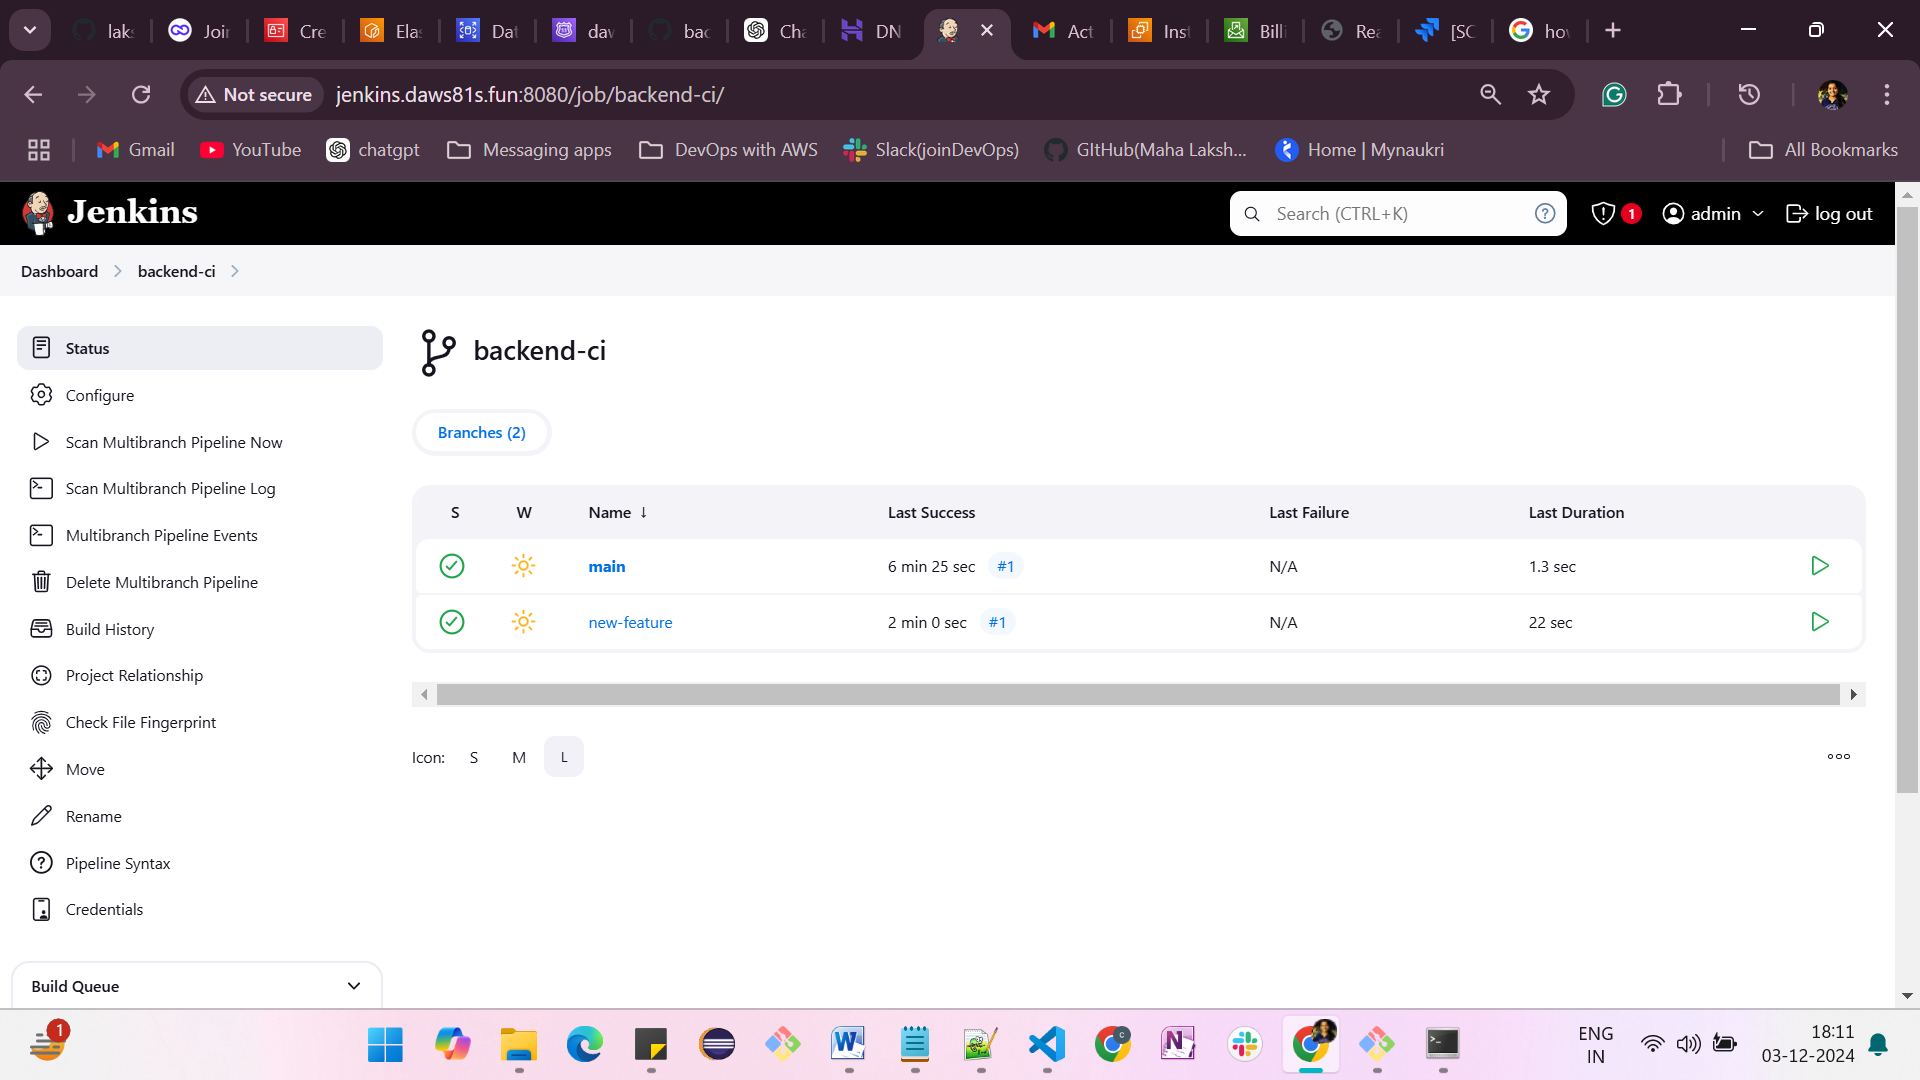 laks
Join
Cre
Elas
Dat
daw
bac
Cha
DN
Act
Inst
Billi
Rea
[SC
hov
Not secure jenkins.daws81s.fun:8080/job/backend-ci/
Gmail YouTube chatgpt Messaging apps DevOps with AWS Slack(joinDevOps) GItHub(Maha Laksh... Home | Mynaukri All Bookmarks
Jenkins Search (CTRL+K) 1 admin log out
Dashboard backend-ci
Status
Configure
Scan Multibranch Pipeline Now
Scan Multibranch Pipeline Log
Multibranch Pipeline Events
Delete Multibranch Pipeline
Build History
Project Relationship
Check File Fingerprint
Move
Rename
Pipeline Syntax
Credentials
Build Queue
backend-ci
Branches (2)
S W Name ↓ Last Success Last Failure Last Duration
main 6 min 25 sec #1 N/A 1.3 sec
new-feature 2 min 0 sec #1 N/A 22 sec
Icon: S M L
1
ENG
IN
18:11
03-12-2024